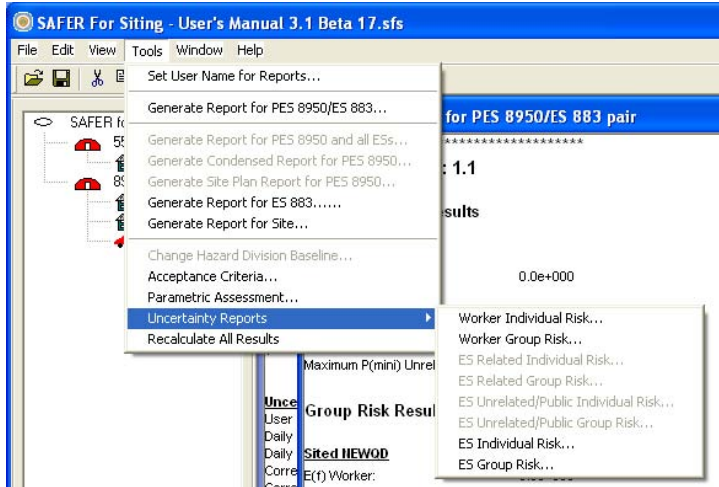 SAFER For Siting - User's Manual 3.1 Beta 17.sfs
File Edit View Tools Window Help
Set User Name for Reports...
Generate Report for PES 8950/ES 883...
Generate Report for PES 8950 and all ESs...
Generate Condensed Report for PES 8950...
Generate Site Plan Report for PES 8950...
Generate Report for ES 883......
Generate Report for Site...
Change Hazard Division Baseline...
Acceptance Criteria...
Parametric Assessment...
Uncertainty Reports
Recalculate All Results
Worker Individual Risk...
Worker Group Risk...
ES Related Individual Risk...
ES Related Group Risk...
ES Unrelated/Public Individual Risk...
ES Unrelated/Public Group Risk...
ES Individual Risk...
ES Group Risk...
SAFER fo
for PES 8950/ES 883 pair
*******************
: 1.1
sults
0.0e+000
Maximum P(mini) Unrel
Group Risk Resul
Sited NEWQD
E(f) Worker:
Unce
User
Daily
Daily
Corre